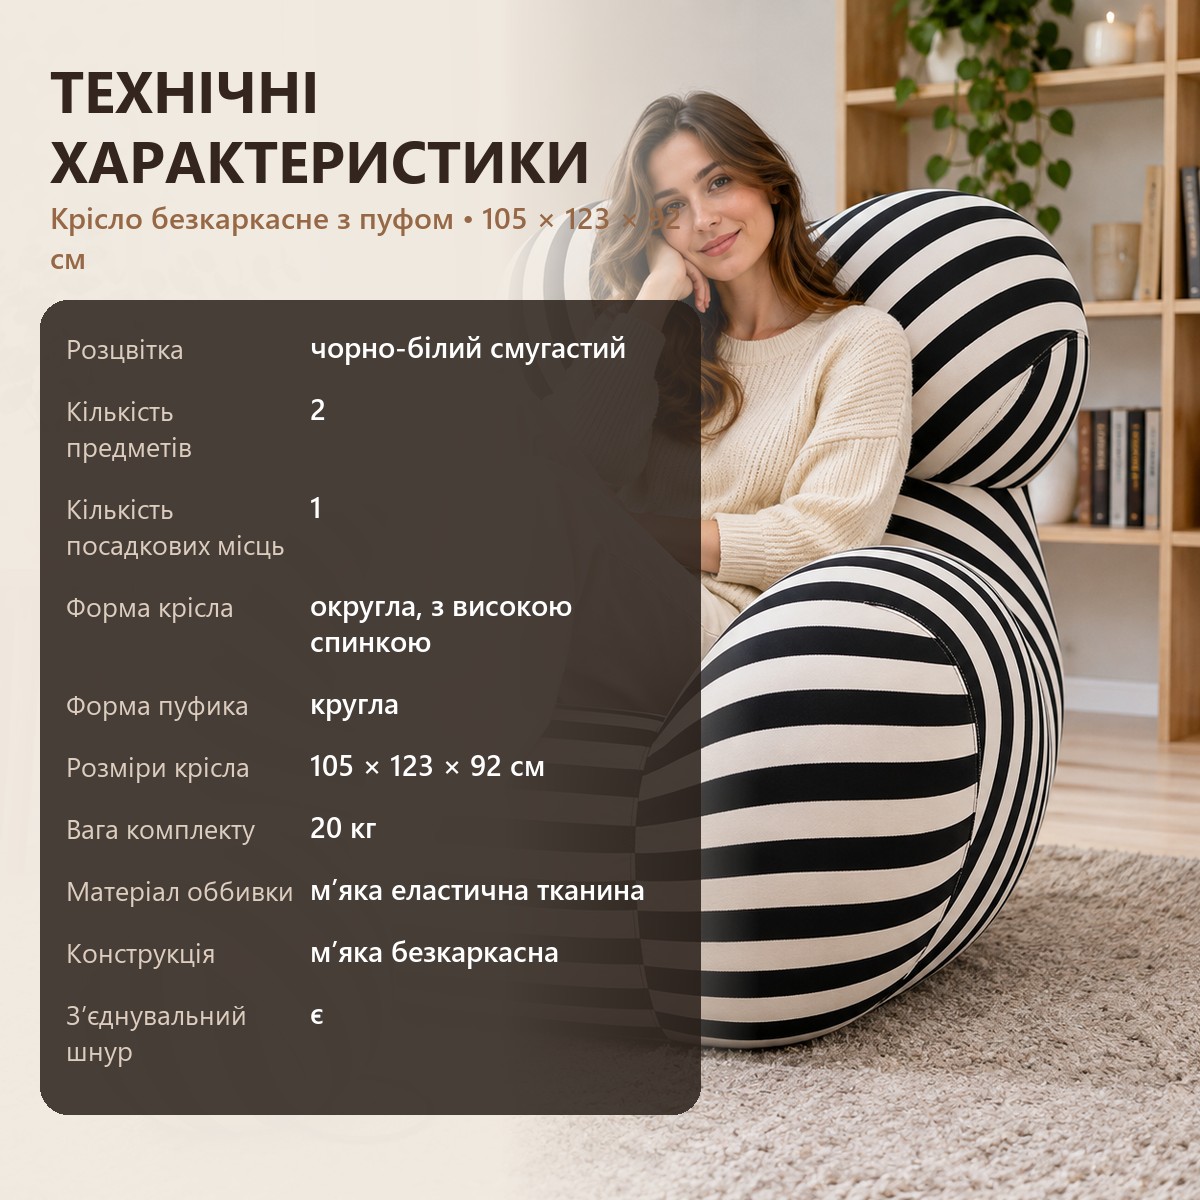 ТЕХНІЧНІ
ХАРАКТЕРИСТИКИ
Крісло безкаркасне з пуфом • 105 × 123 × 92
см
Розцвітка чорно-білий смугастий
Кількість 2
предметів
Кількість 1
посадкових місць
Форма крісла округла, з високою
спинкою
Форма пуфика кругла
Розміри крісла 105 × 123 × 92 см
Вага комплекту 20 кг
Матеріал оббивки м’яка еластична тканина
Конструкція м’яка безкаркасна
З’єднувальний є
шнур